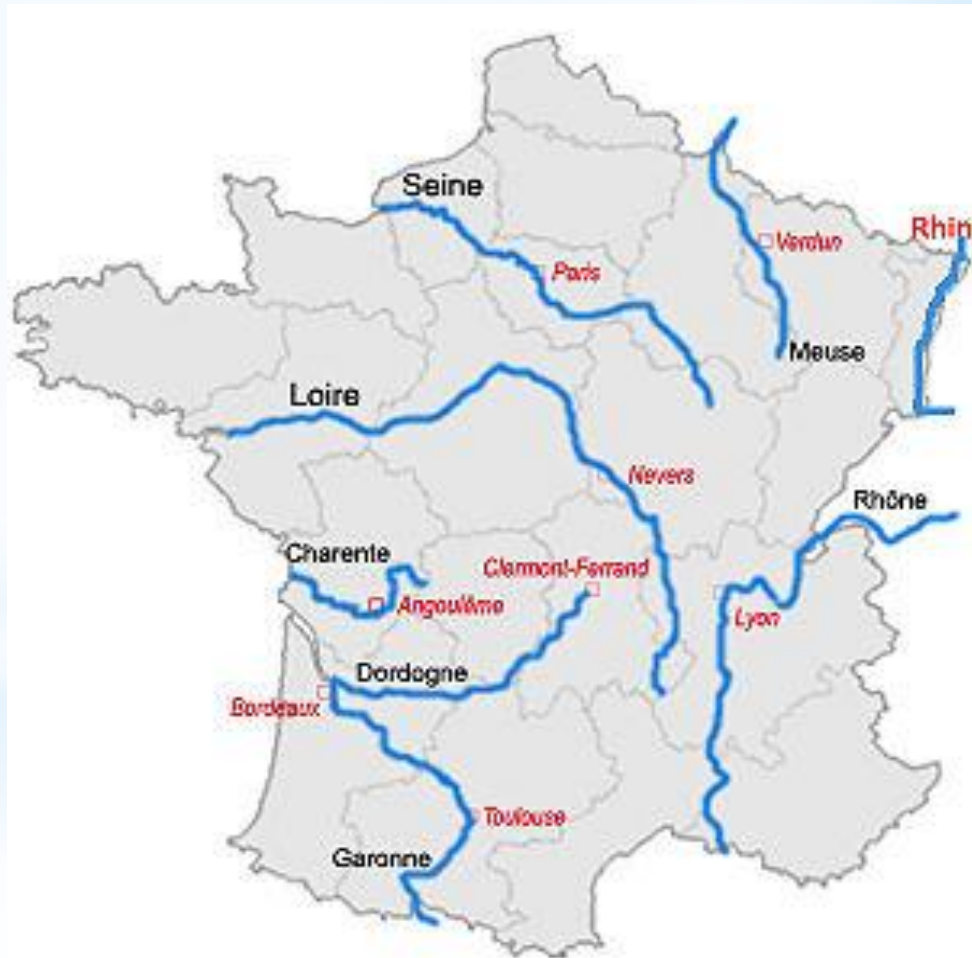 Seine
Rhin
Verdun
Paris
Meuse
Loire
Nevers
Rhône
Charente
Clermont-Ferrand
Angoulême
Lyon
Dordogne
Bordeaux
Toulouse
Garonne